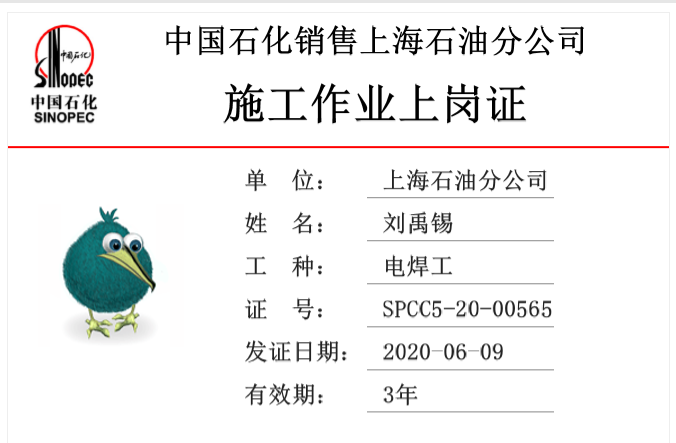 中国石化销售上海石油分公司
施工作业上岗证
中国石化
SINOPEC
中国石化
SINOPEC
单 位: 上海石油分公司
姓 名: 刘禹锡
工 种: 电焊工
证 号: SPCC5-20-00565
发证日期: 2020-06-09
有效期: 3年